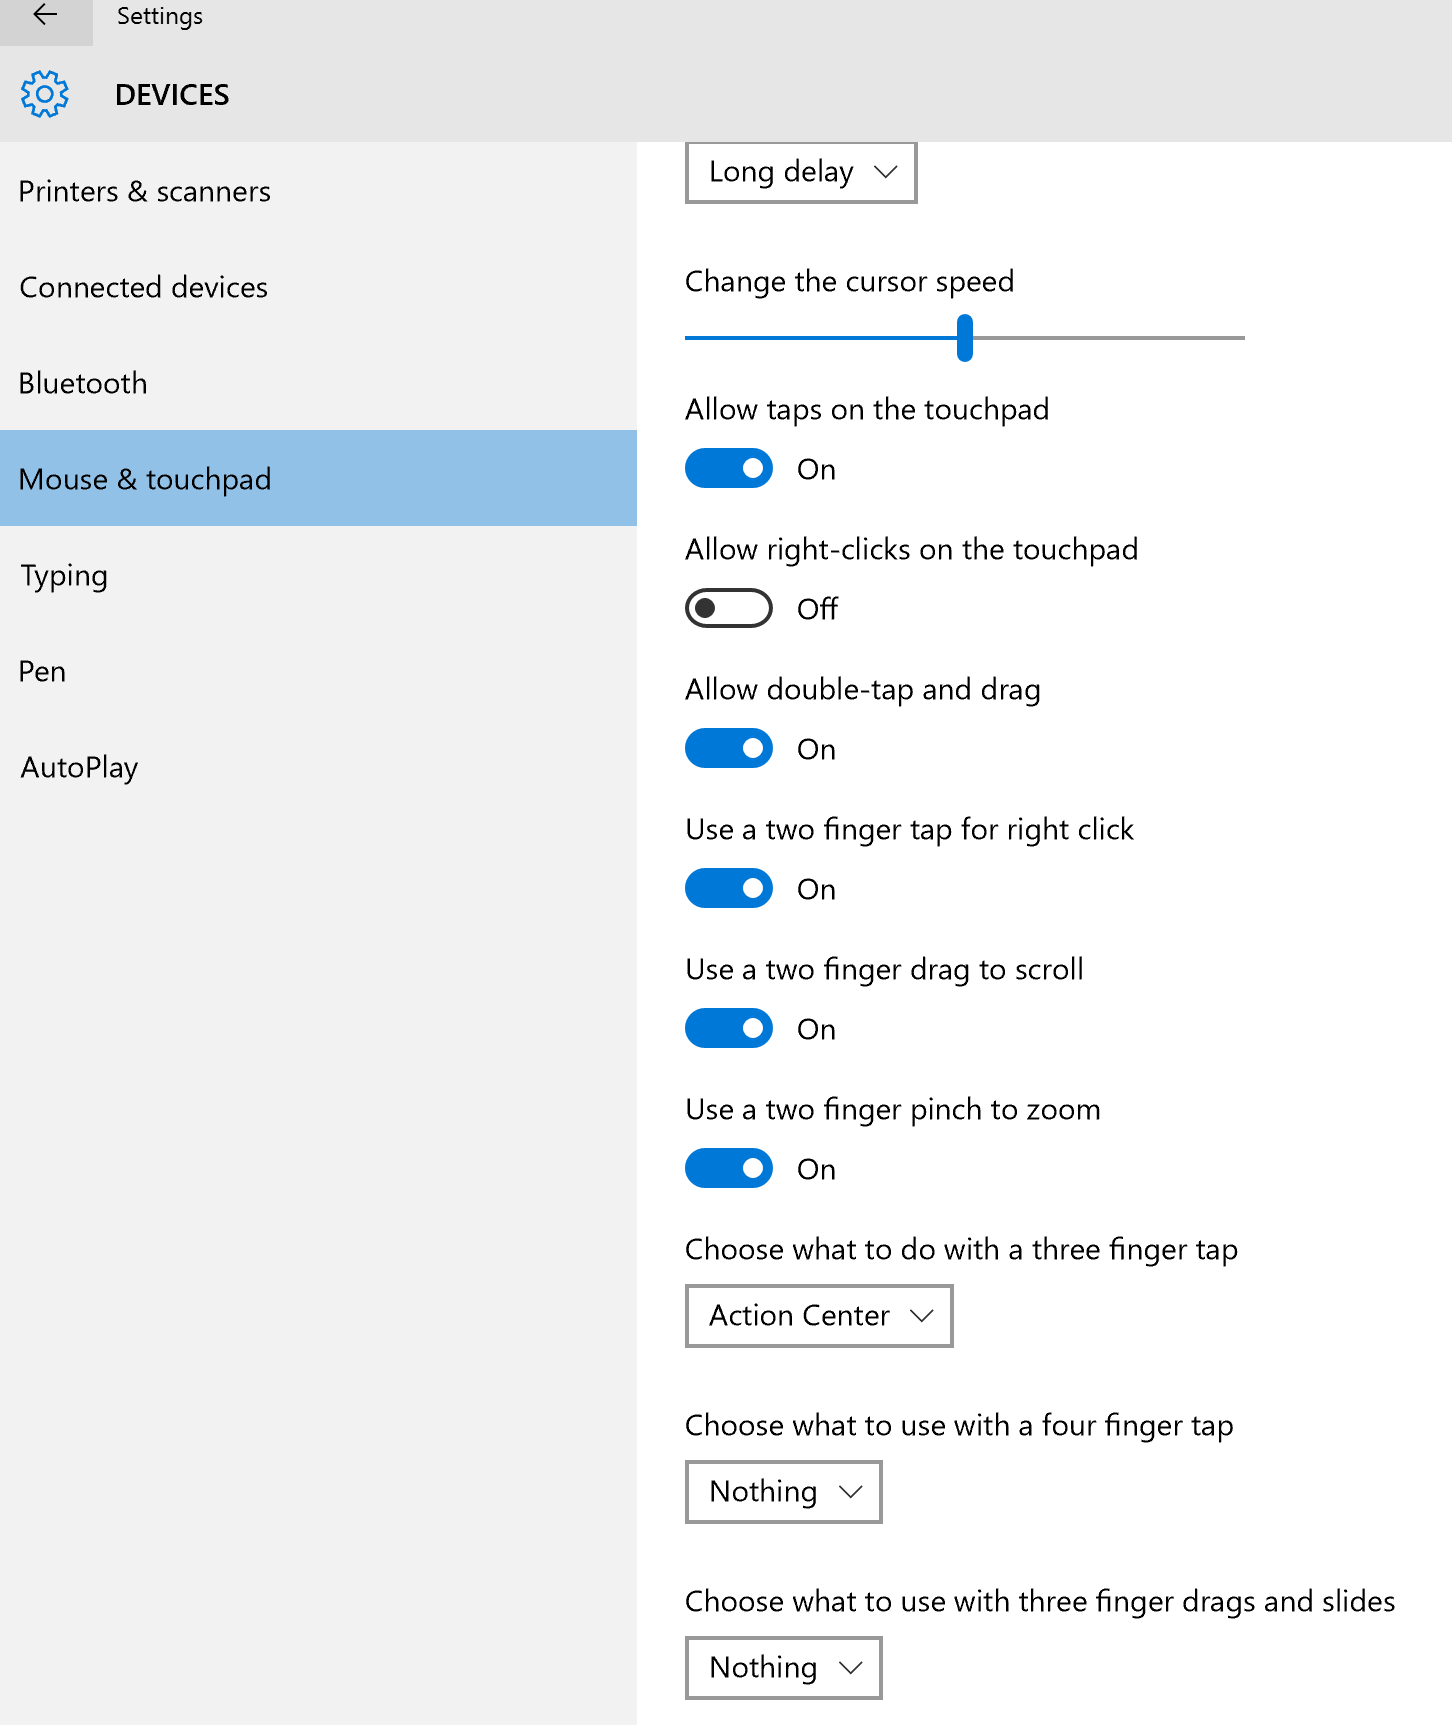 Settings
DEVICES
Printers & scanners
Connected devices
Bluetooth
Mouse & touchpad
Typing
Pen
AutoPlay
Long delay
Change the cursor speed
Allow taps on the touchpad
On
Allow right-clicks on the touchpad
Off
Allow double-tap and drag
On
Use a two finger tap for right click
On
Use a two finger drag to scroll
On
Use a two finger pinch to zoom
On
Choose what to do with a three finger tap
Action Center
Choose what to use with a four finger tap
Nothing
Choose what to use with three finger drags and slides
Nothing